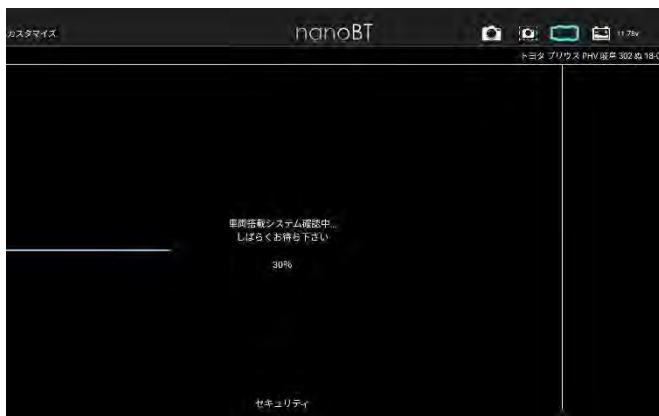 カスタマイズ
nanoBT
11.78v
トヨタ プリウス PHV 岐阜 302 ぬ 18-0
車両搭載システム確認中...
しばらくお待ち下さい
30%
セキュリティ